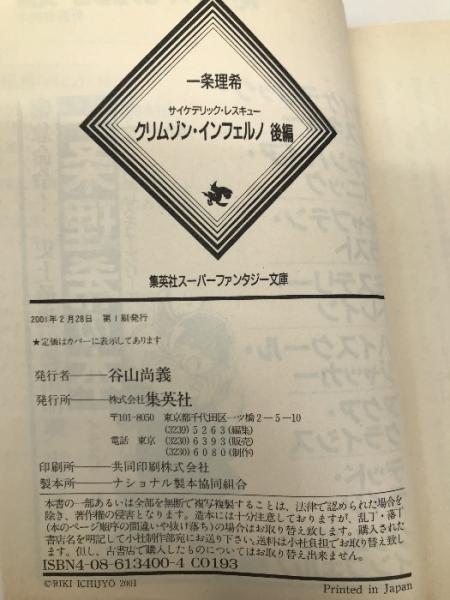 一条理希
サイケデリック・レスキュー
クリムゾン・インフェルノ 後編
集英社スーパーファンタジー文庫
2001年2月28日 第1刷発行
★定価はカバーに表示してあります
発行者――谷山尚義
発行所――株式会社集英社
〒101-8050 東京都千代田区一ツ橋2-5-10
(3239)5263(編集)
電話 東京 (3230)6393(販売)
(3230)6080(制作)
印刷所――共同印刷株式会社
製本所――ナショナル製本協同組合
本書の一部あるいは全部を無断で複写複製することは、法律で認められた場合を
除き、著作権の侵害となります。造本には十分注意しておりますが、乱丁・落丁
(本のページ順序の間違いや抜け落ち)の場合はお取り替え致します。購入された
書店名を明記して小社制作部宛にお送り下さい。送料は小社負担でお取り替え致し
ます。但し、古書店で購入したものについてはお取り替え出来ません。
ISBN4-08-613400-4 C0193
©RIKI ICHIJYŌ 2001
Printed in Japan